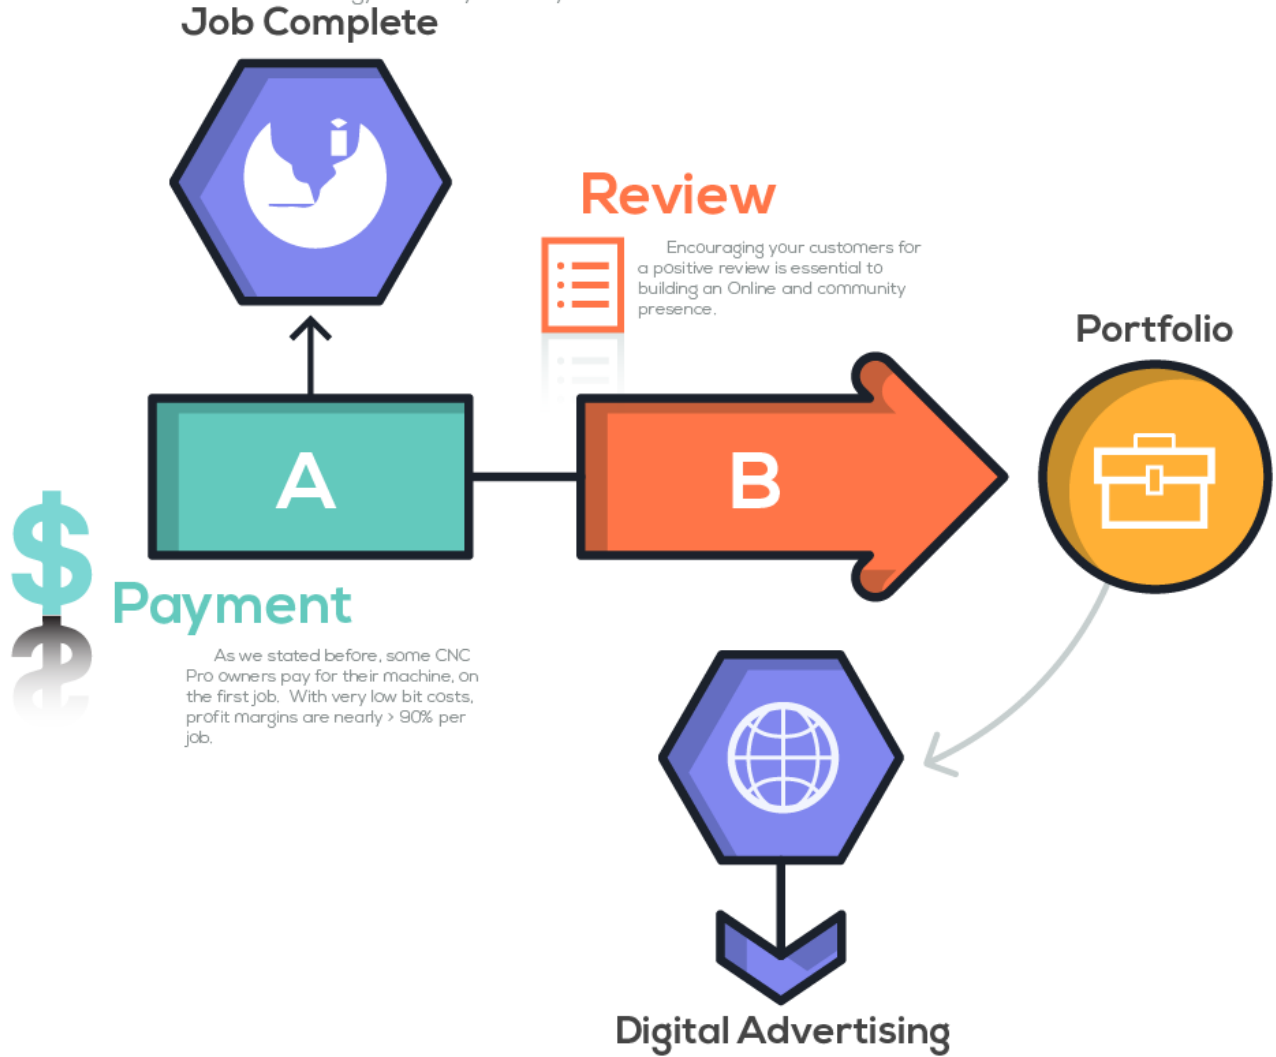 Job Complete
Review
Encouraging your customers for
a positive review is essential to
building an Online and community
presence.
Portfolio
A
B
$
Payment
As we stated before, some CNC
Pro owners pay for their machine, on
the first job. With very low bit costs,
profit margins are nearly > 90% per
job.
Digital Advertising